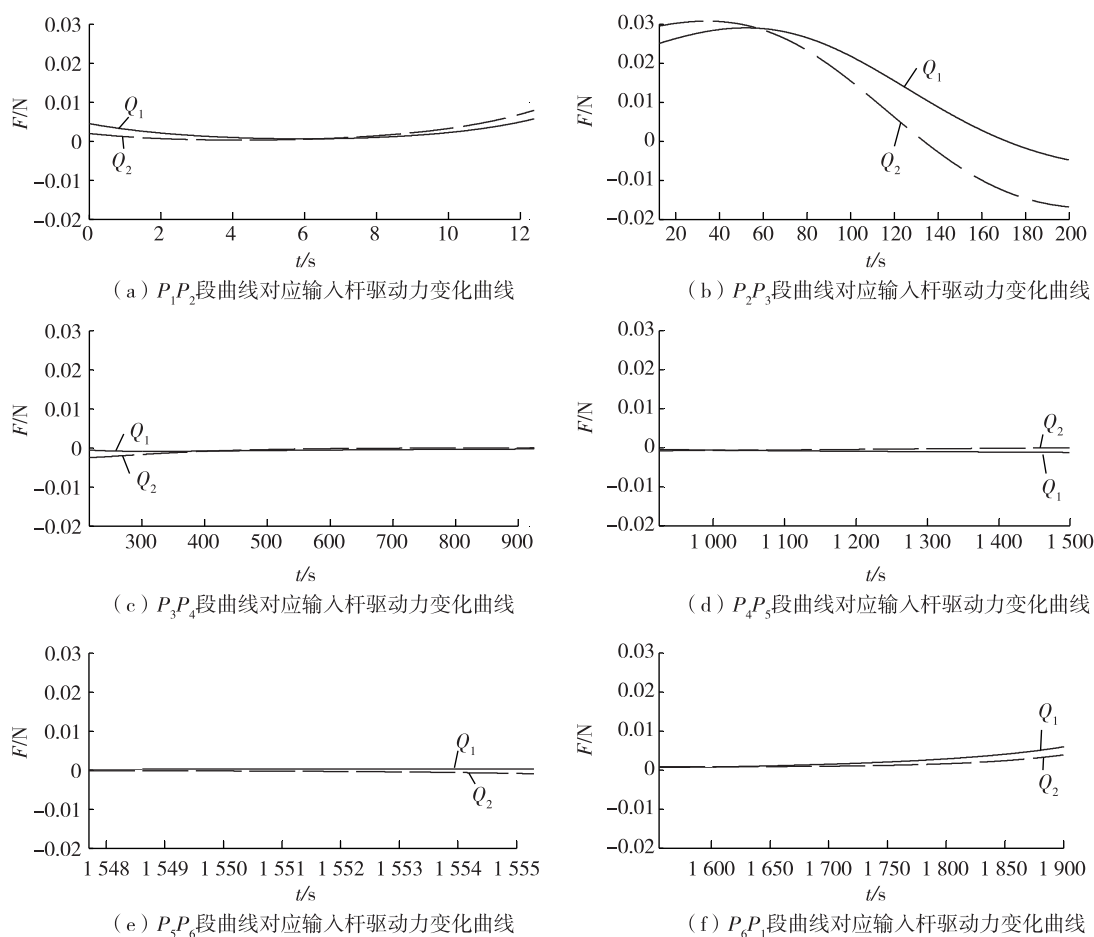 0.03
0.02
0.01
0
−0.01
−0.02
F/N
Q1
Q2
0 2 4 6 8 10 12
t/s
（a）P1P2段曲线对应输入杆驱动力变化曲线
0.03
0.02
0.01
0
−0.01
−0.02
F/N
Q1
Q2
20 40 60 80 100 120 140 160 180 200
t/s
（b）P2P3段曲线对应输入杆驱动力变化曲线
0.03
0.02
0.01
0
−0.01
−0.02
F/N
Q1
Q2
300 400 500 600 700 800 900
t/s
（c）P3P4段曲线对应输入杆驱动力变化曲线
0.03
0.02
0.01
0
−0.01
−0.02
F/N
Q2
Q1
1 000 1 100 1 200 1 300 1 400 1 500
t/s
（d）P4P5段曲线对应输入杆驱动力变化曲线
0.03
0.02
0.01
0
−0.01
−0.02
F/N
Q1
Q2
1 548 1 549 1 550 1 551 1 552 1 553 1 554 1 555
t/s
（e）P5P6段曲线对应输入杆驱动力变化曲线
0.03
0.02
0.01
0
−0.01
−0.02
F/N
Q1
Q2
1 600 1 650 1 700 1 750 1 800 1 850 1 900
t/s
（f）P6P1段曲线对应输入杆驱动力变化曲线